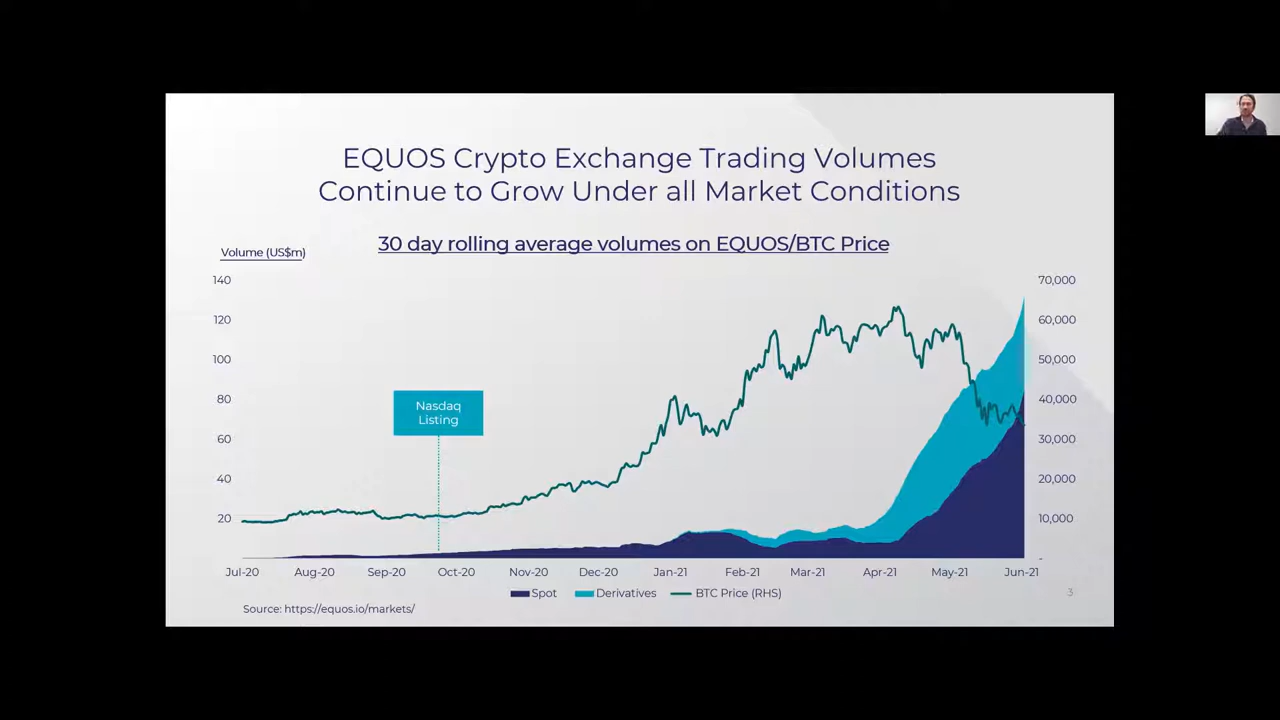 EQUOS Crypto Exchange Trading Volumes
Continue to Grow Under all Market Conditions
30 day rolling average volumes on EQUOS/BTC Price
Volume (US$m)
140
120
100
80
60
40
20
70,000
60,000
50,000
40,000
30,000
20,000
10,000
-
Nasdaq
Listing
Jul-20 Aug-20 Sep-20 Oct-20 Nov-20 Dec-20 Jan-21 Feb-21 Mar-21 Apr-21 May-21 Jun-21
Spot Derivatives BTC Price (RHS)
3
Source: https://equos.io/markets/